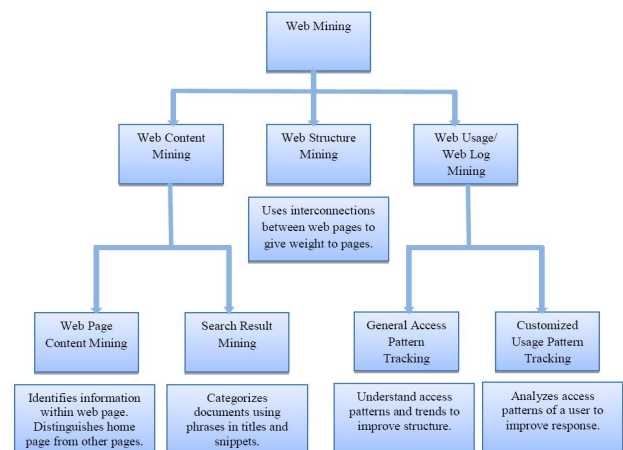 Web Mining
Web Content
Mining
Web Structure
Mining
Web Usage/
Web Log
Mining
Uses interconnections
between web pages to
give weight to pages.
Web Page
Content Mining
Search Result
Mining
General Access
Pattern
Tracking
Customized
Usage Pattern
Tracking
Identifies information
within web page.
Distinguishes home
page from other pages.
Categorizes
documents using
phrases in titles and
snippets.
Understand access
patterns and trends to
improve structure.
Analyzes access
patterns of a user to
improve response.